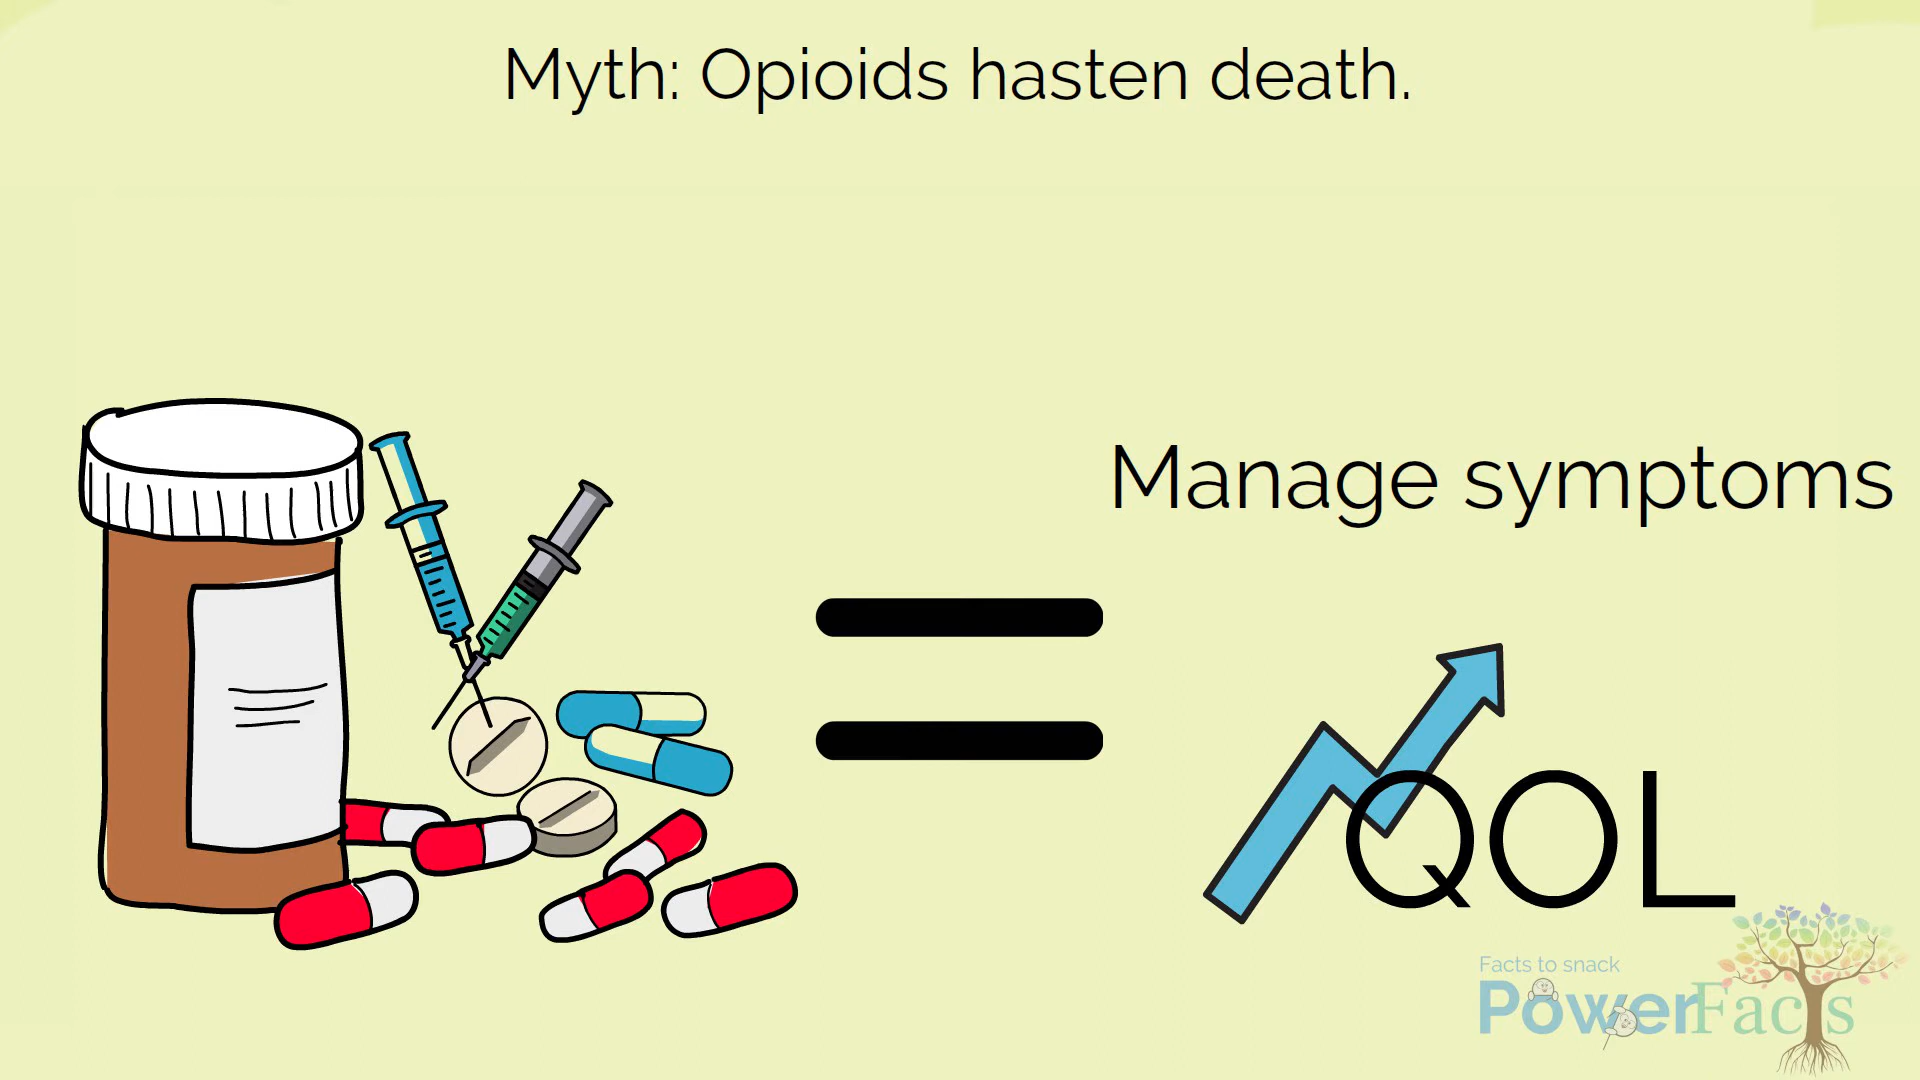 Myth: Opioids hasten death.
Manage symptoms
QOL
Facts to snack
PowerFacts